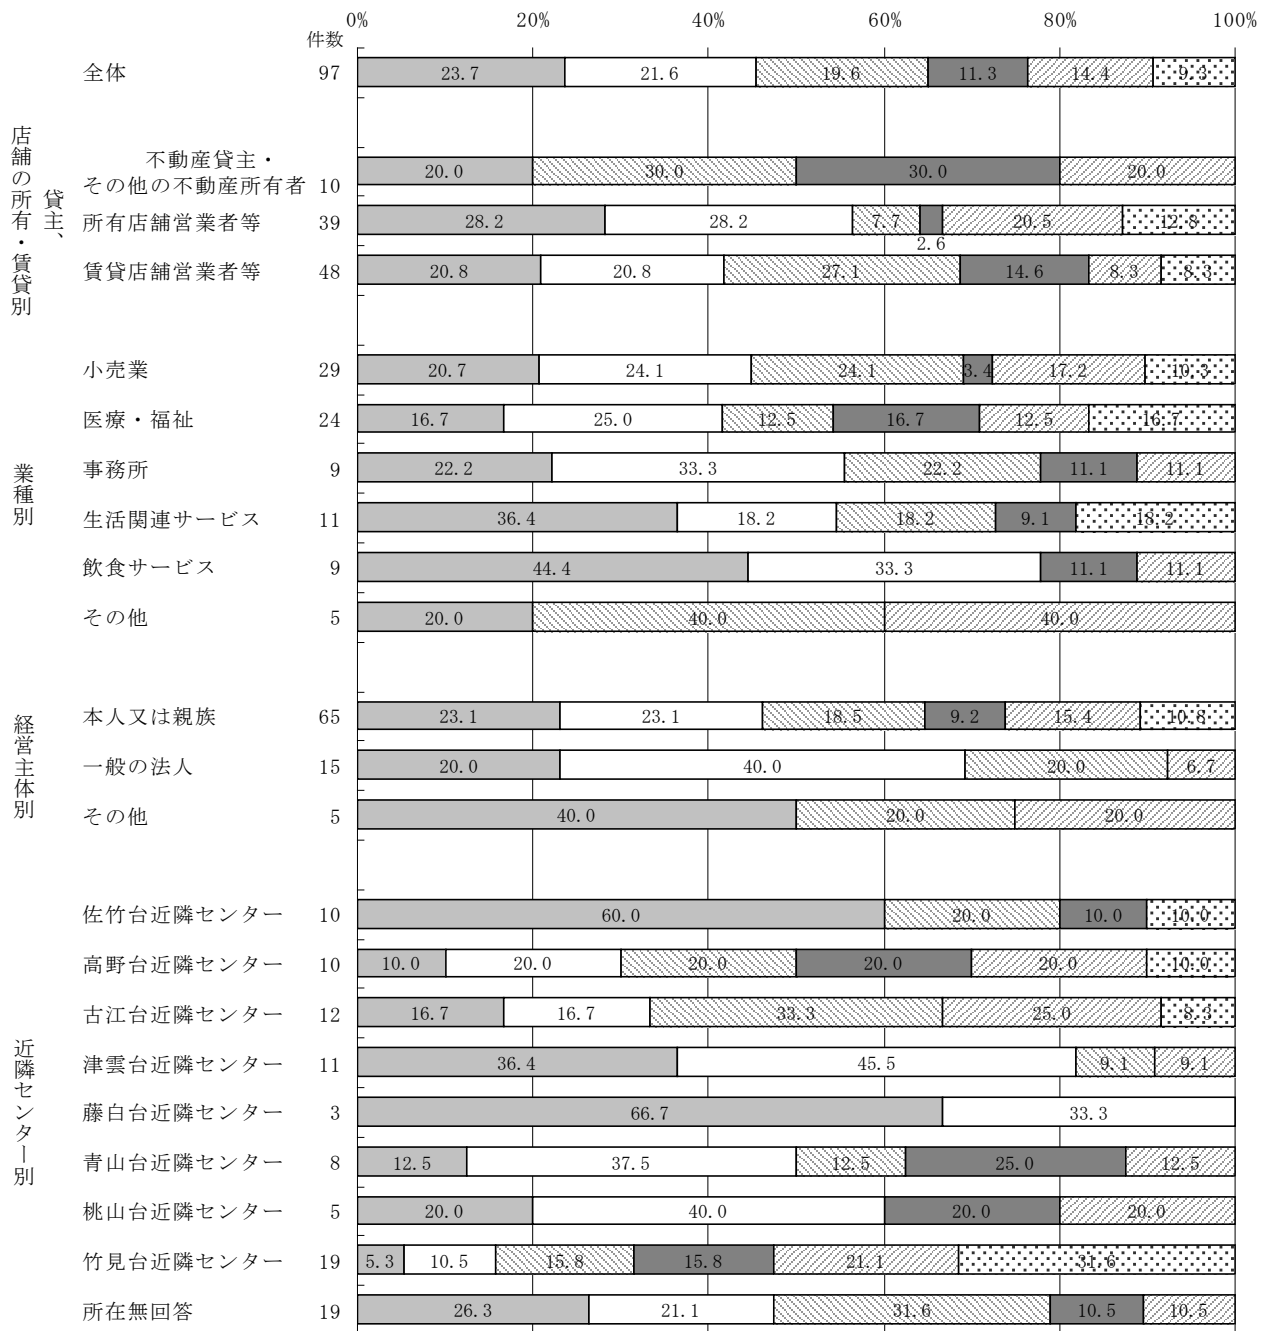 0% 20% 40% 60% 80% 100%
件数
全体 97 23.7 21.6 19.6 11.3 14.4 9.3
店舗の所有・賃貸別
貸主、
不動産貸主・
その他の不動産所有者 10 20.0 30.0 30.0 20.0
所有店舗営業者等 39 28.2 28.2 7.7 2.6 20.5 12.8
賃貸店舗営業者等 48 20.8 20.8 27.1 14.6 8.3 8.3
業種別
小売業 29 20.7 24.1 24.1 3.4 17.2 10.3
医療・福祉 24 16.7 25.0 12.5 16.7 12.5 16.7
事務所 9 22.2 33.3 22.2 11.1 11.1
生活関連サービス 11 36.4 18.2 18.2 9.1 18.2
飲食サービス 9 44.4 33.3 11.1 11.1
その他 5 20.0 40.0 40.0
経営主体別
本人又は親族 65 23.1 23.1 18.5 9.2 15.4 10.8
一般の法人 15 20.0 40.0 20.0 6.7
その他 5 40.0 20.0 20.0
近隣センター別
佐竹台近隣センター 10 60.0 20.0 10.0 10.0
高野台近隣センター 10 10.0 20.0 20.0 20.0 20.0 10.0
古江台近隣センター 12 16.7 16.7 33.3 25.0 8.3
津雲台近隣センター 11 36.4 45.5 9.1 9.1
藤白台近隣センター 3 66.7 33.3
青山台近隣センター 8 12.5 37.5 12.5 25.0 12.5
桃山台近隣センター 5 20.0 40.0 20.0 20.0
竹見台近隣センター 19 5.3 10.5 15.8 15.8 21.1 31.6
所在無回答 19 26.3 21.1 31.6 10.5 10.5